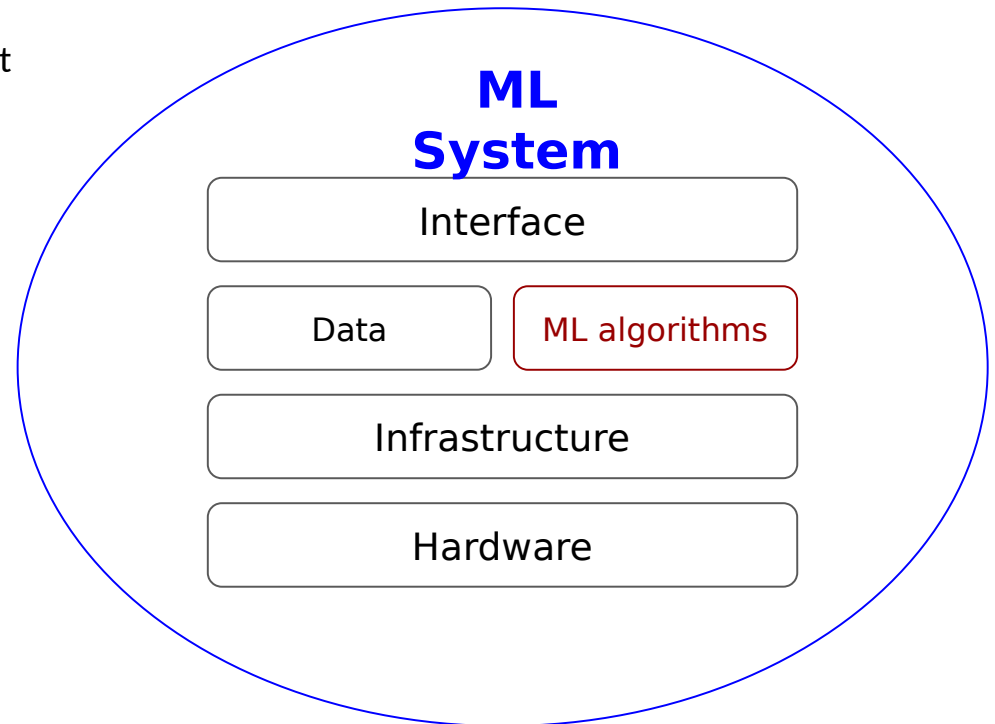 t
ML
System
Interface
Data
ML algorithms
Infrastructure
Hardware